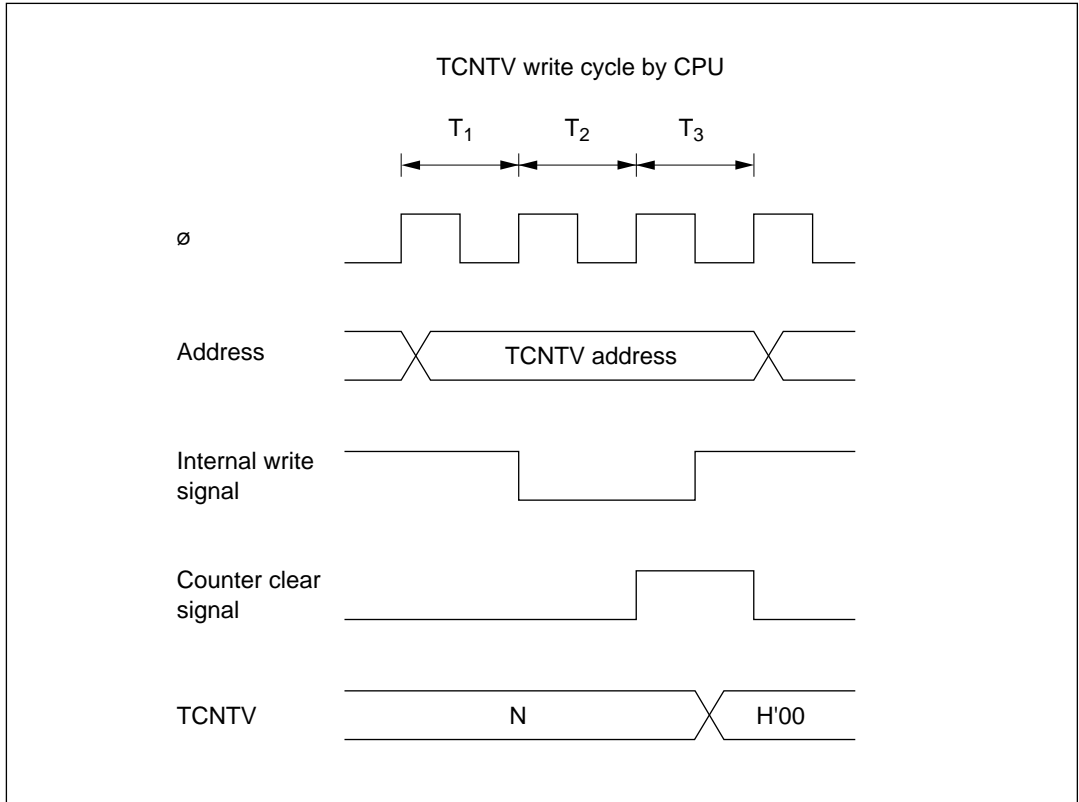 TCNTV write cycle by CPU
T1 T2 T3
ø
Address TCNTV address
Internal write
signal
Counter clear
signal
TCNTV N H'00